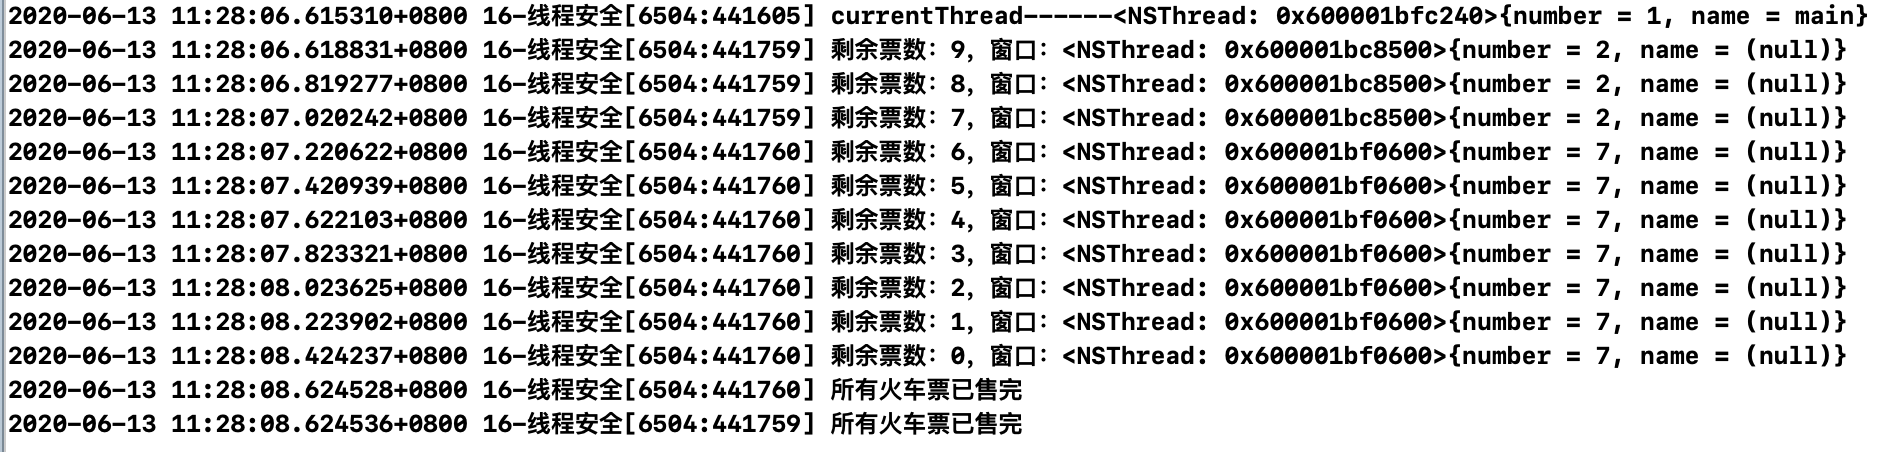 2020-06-13 11:28:06.615310+0800 16-线程安全[6504:441605] currentThread------<NSThread: 0x600001bfc240>{number = 1, name = main}
2020-06-13 11:28:06.618831+0800 16-线程安全[6504:441759] 剩余票数：9，窗口：<NSThread: 0x600001bc8500>{number = 2, name = (null)}
2020-06-13 11:28:06.819277+0800 16-线程安全[6504:441759] 剩余票数：8，窗口：<NSThread: 0x600001bc8500>{number = 2, name = (null)}
2020-06-13 11:28:07.020242+0800 16-线程安全[6504:441759] 剩余票数：7，窗口：<NSThread: 0x600001bc8500>{number = 2, name = (null)}
2020-06-13 11:28:07.220622+0800 16-线程安全[6504:441760] 剩余票数：6，窗口：<NSThread: 0x600001bf0600>{number = 7, name = (null)}
2020-06-13 11:28:07.420939+0800 16-线程安全[6504:441760] 剩余票数：5，窗口：<NSThread: 0x600001bf0600>{number = 7, name = (null)}
2020-06-13 11:28:07.622103+0800 16-线程安全[6504:441760] 剩余票数：4，窗口：<NSThread: 0x600001bf0600>{number = 7, name = (null)}
2020-06-13 11:28:07.823321+0800 16-线程安全[6504:441760] 剩余票数：3，窗口：<NSThread: 0x600001bf0600>{number = 7, name = (null)}
2020-06-13 11:28:08.023625+0800 16-线程安全[6504:441760] 剩余票数：2，窗口：<NSThread: 0x600001bf0600>{number = 7, name = (null)}
2020-06-13 11:28:08.223902+0800 16-线程安全[6504:441760] 剩余票数：1，窗口：<NSThread: 0x600001bf0600>{number = 7, name = (null)}
2020-06-13 11:28:08.424237+0800 16-线程安全[6504:441760] 剩余票数：0，窗口：<NSThread: 0x600001bf0600>{number = 7, name = (null)}
2020-06-13 11:28:08.624528+0800 16-线程安全[6504:441760] 所有火车票已售完
2020-06-13 11:28:08.624536+0800 16-线程安全[6504:441759] 所有火车票已售完